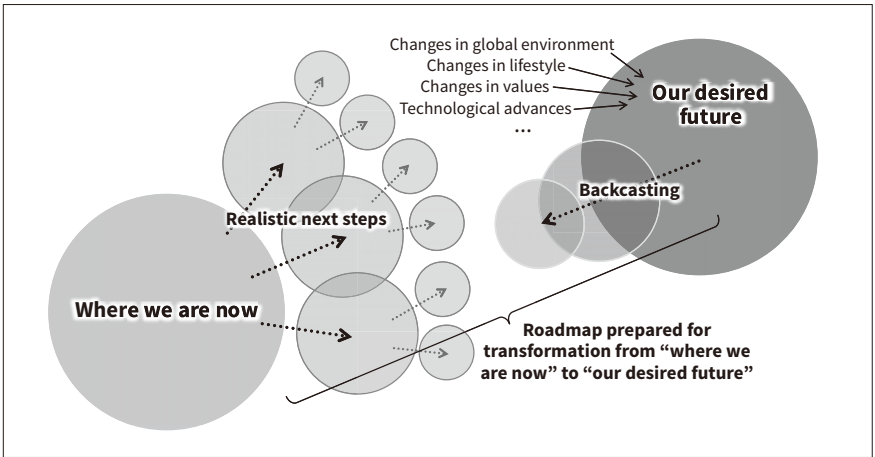 Changes in global environment
Changes in lifestyle
Changes in values
Technological advances
...
Our desired
future
Backcasting
Realistic next steps
Where we are now
Roadmap prepared for
transformation from “where we
are now” to “our desired future”